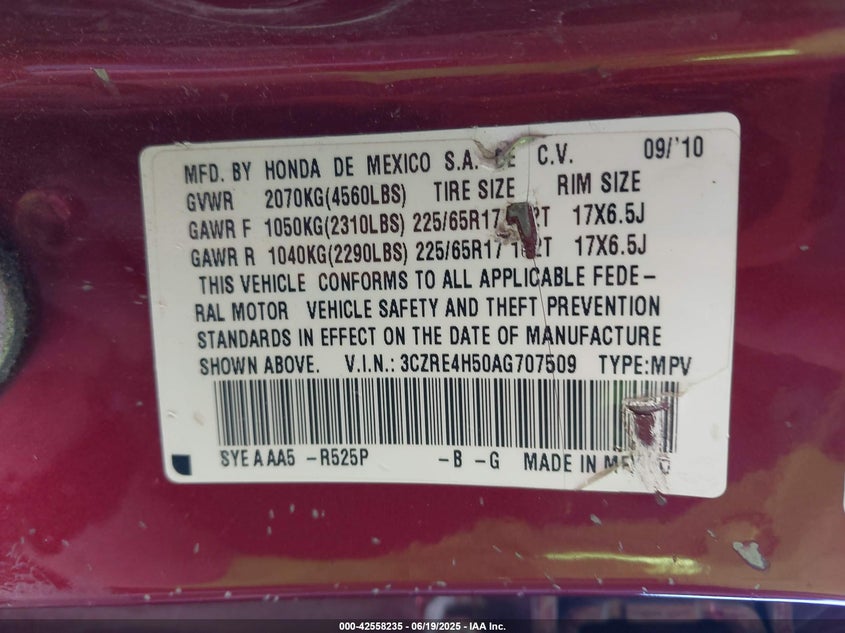 MFD. BY HONDA DE MEXICO S.A. DE C.V. 09/'10
GVWR 2070KG(4560LBS) TIRE SIZE RIM SIZE
GAWR F 1050KG(2310LBS) 225/65R17 17X6.5J
GAWR R 1040KG(2290LBS) 225/65R17 102T 17X6.5J
THIS VEHICLE CONFORMS TO ALL APPLICABLE FEDE-
RAL MOTOR VEHICLE SAFETY AND THEFT PREVENTION
STANDARDS IN EFFECT ON THE DATE OF MANUFACTURE
SHOWN ABOVE. V.I.N.: 3CZRE4H50AG707509 TYPE:MPV
SYE A AA5 -R525P -B -G MADE IN MEXICO
000-42558235 - 06/19/2025 - IAA Inc.